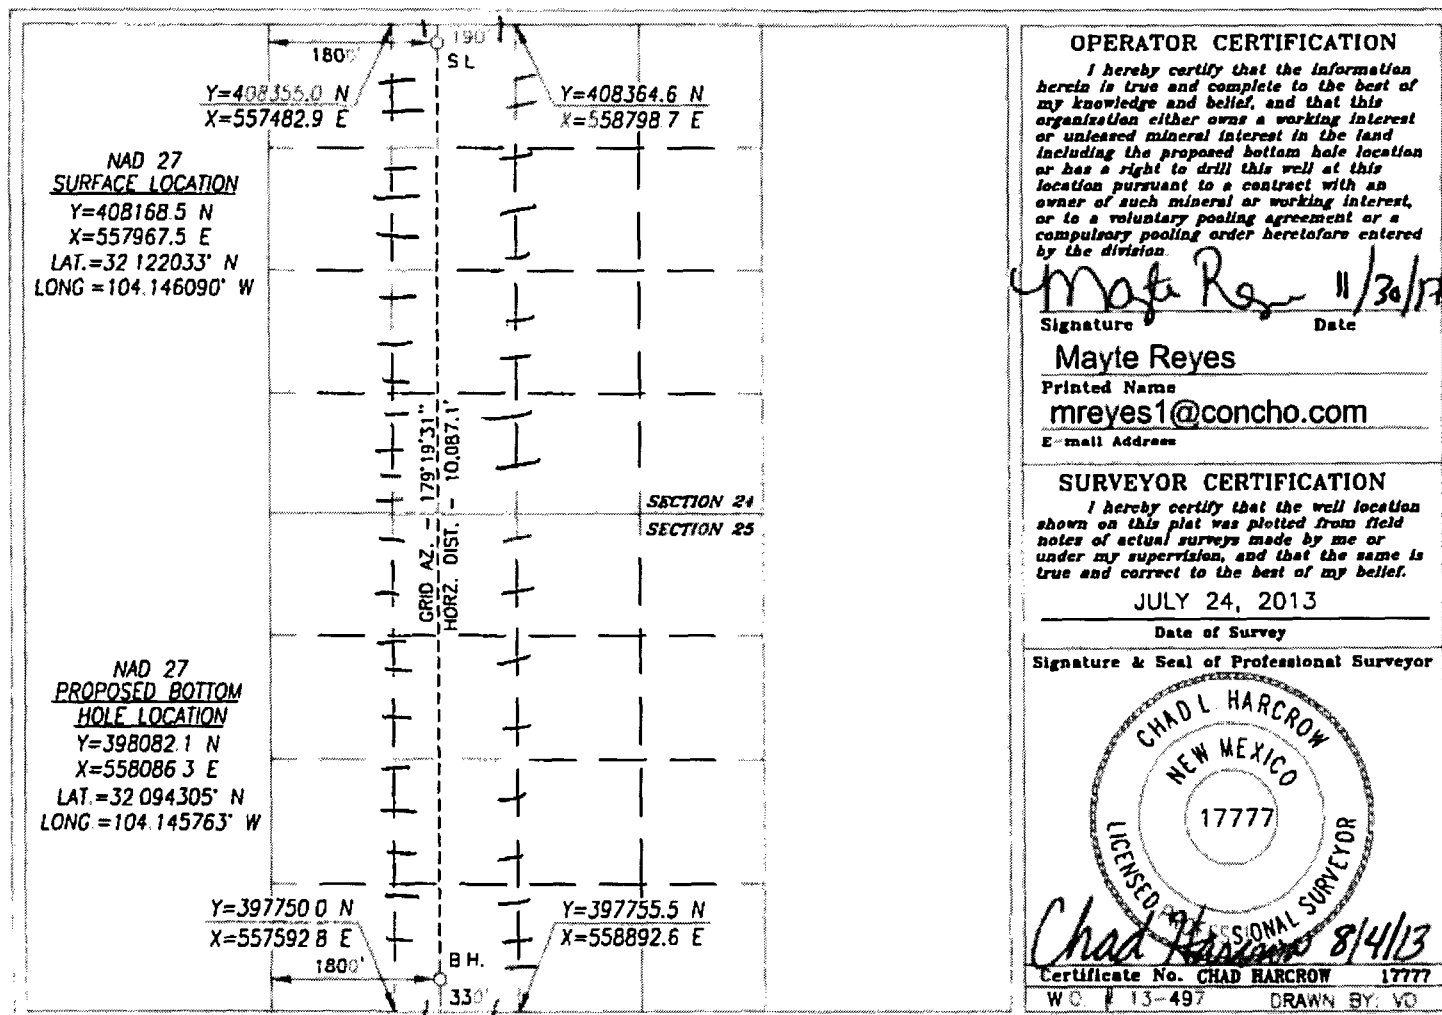 1800'
190'
S.L.
Y=408355.0 N
X=557482.9 E
Y=408364.6 N
X=558798.7 E
NAD 27
SURFACE LOCATION
Y=408168.5 N
X=557967.5 E
LAT.=32 122033° N
LONG =104.146090° W
GRID AZ. - 179°19'31"
HORZ. DIST. - 10,087.1'
SECTION 24
SECTION 25
NAD 27
PROPOSED BOTTOM
HOLE LOCATION
Y=398082.1 N
X=558086 3 E
LAT.=32 094305° N
LONG.=104.145763° W
Y=397750 0 N
X=557592 8 E
Y=397755.5 N
X=558892.6 E
1800'
B H.
330'
OPERATOR CERTIFICATION
I hereby certify that the information
herein is true and complete to the best of
my knowledge and belief, and that this
organization either owns a working interest
or unleased mineral interest in the land
including the proposed bottom hole location
or has a right to drill this well at this
location pursuant to a contract with an
owner of such mineral or working interest,
or to a voluntary pooling agreement or a
compulsory pooling order heretofore entered
by the division.
Mayte Reyes 11/30/17
Signature Date
Mayte Reyes
Printed Name
mreyes1@concho.com
E-mail Address
SURVEYOR CERTIFICATION
I hereby certify that the well location
shown on this plat was plotted from field
notes of actual surveys made by me or
under my supervision, and that the same is
true and correct to the best of my belief.
JULY 24, 2013
Date of Survey
Signature & Seal of Professional Surveyor
CHAD L. HARCROW
NEW MEXICO
17777
LICENSED PROFESSIONAL SURVEYOR
Chad Harcrow 8/4/13
Certificate No. CHAD HARCROW 17777
W.O. # 13-497 DRAWN BY: VD